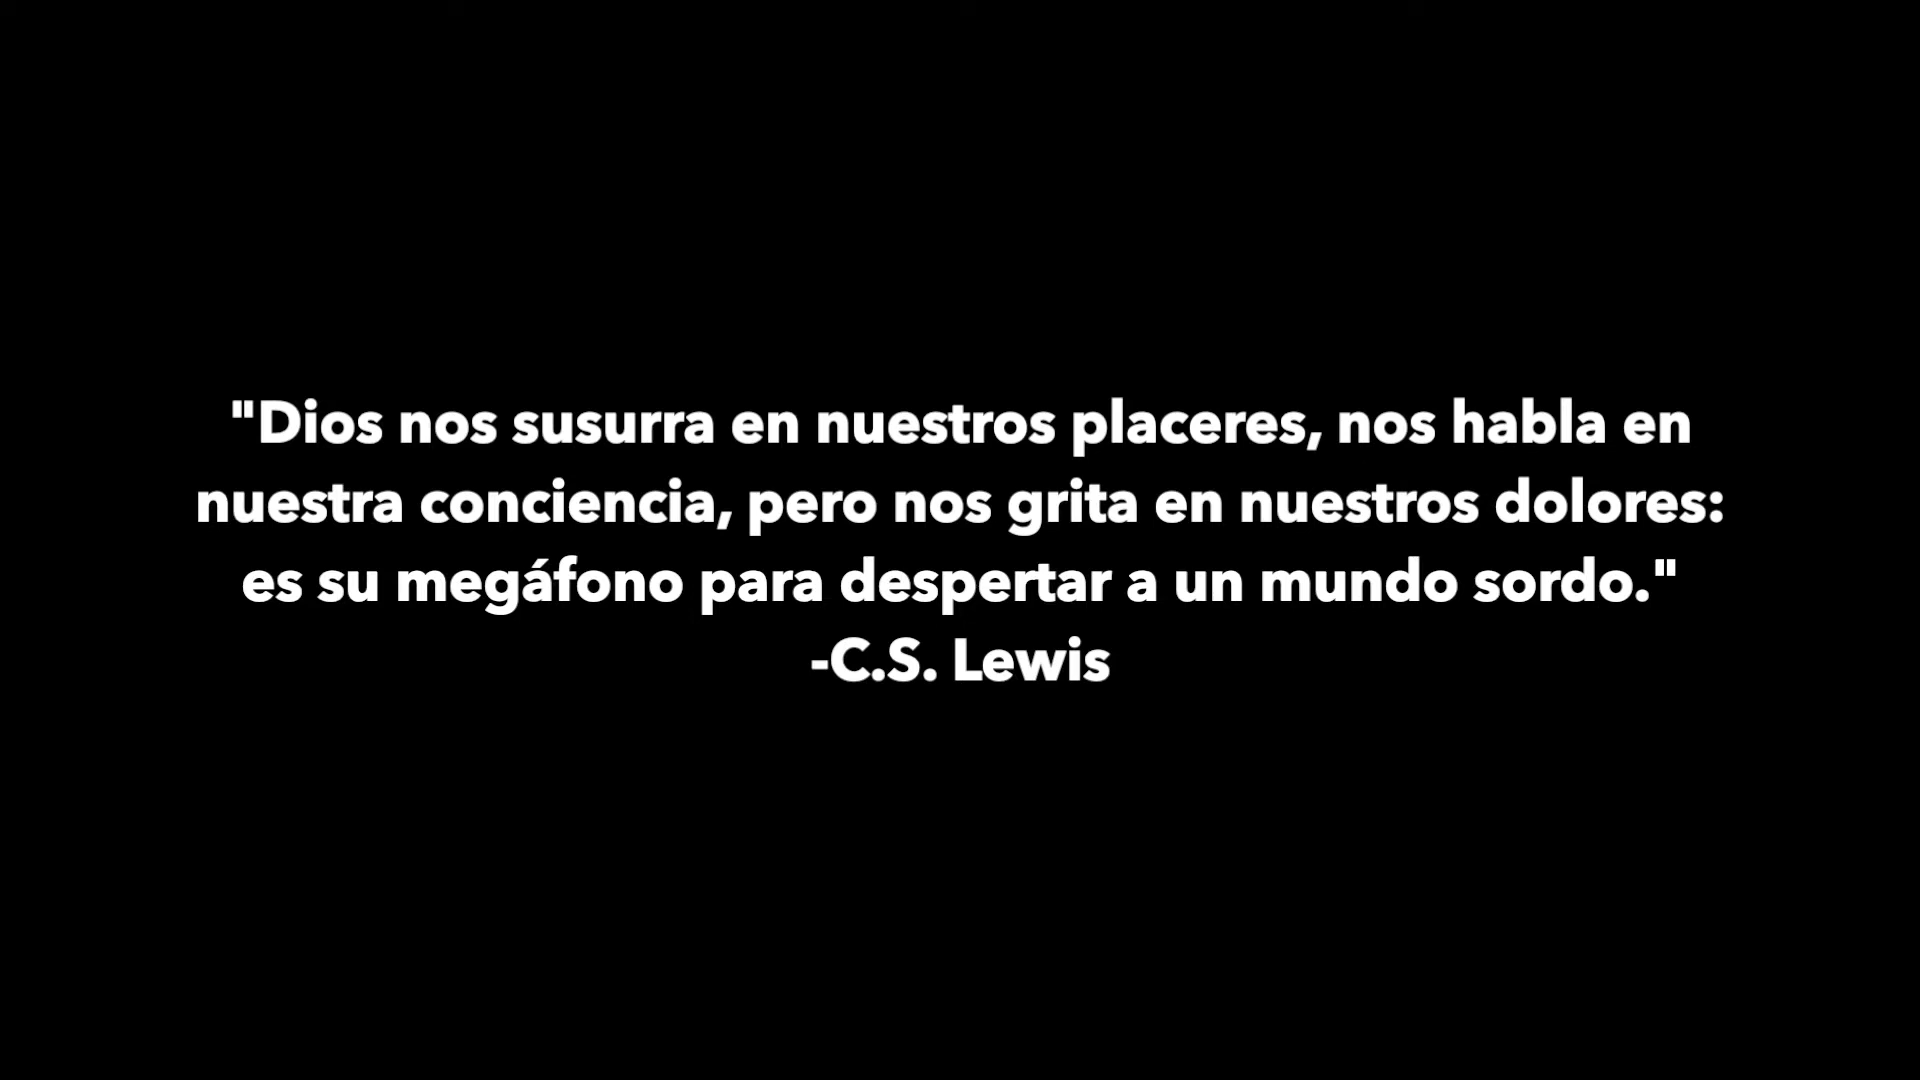 "Dios nos susurra en nuestros placeres, nos habla en
nuestra conciencia, pero nos grita en nuestros dolores:
es su megáfono para despertar a un mundo sordo."
-C.S. Lewis